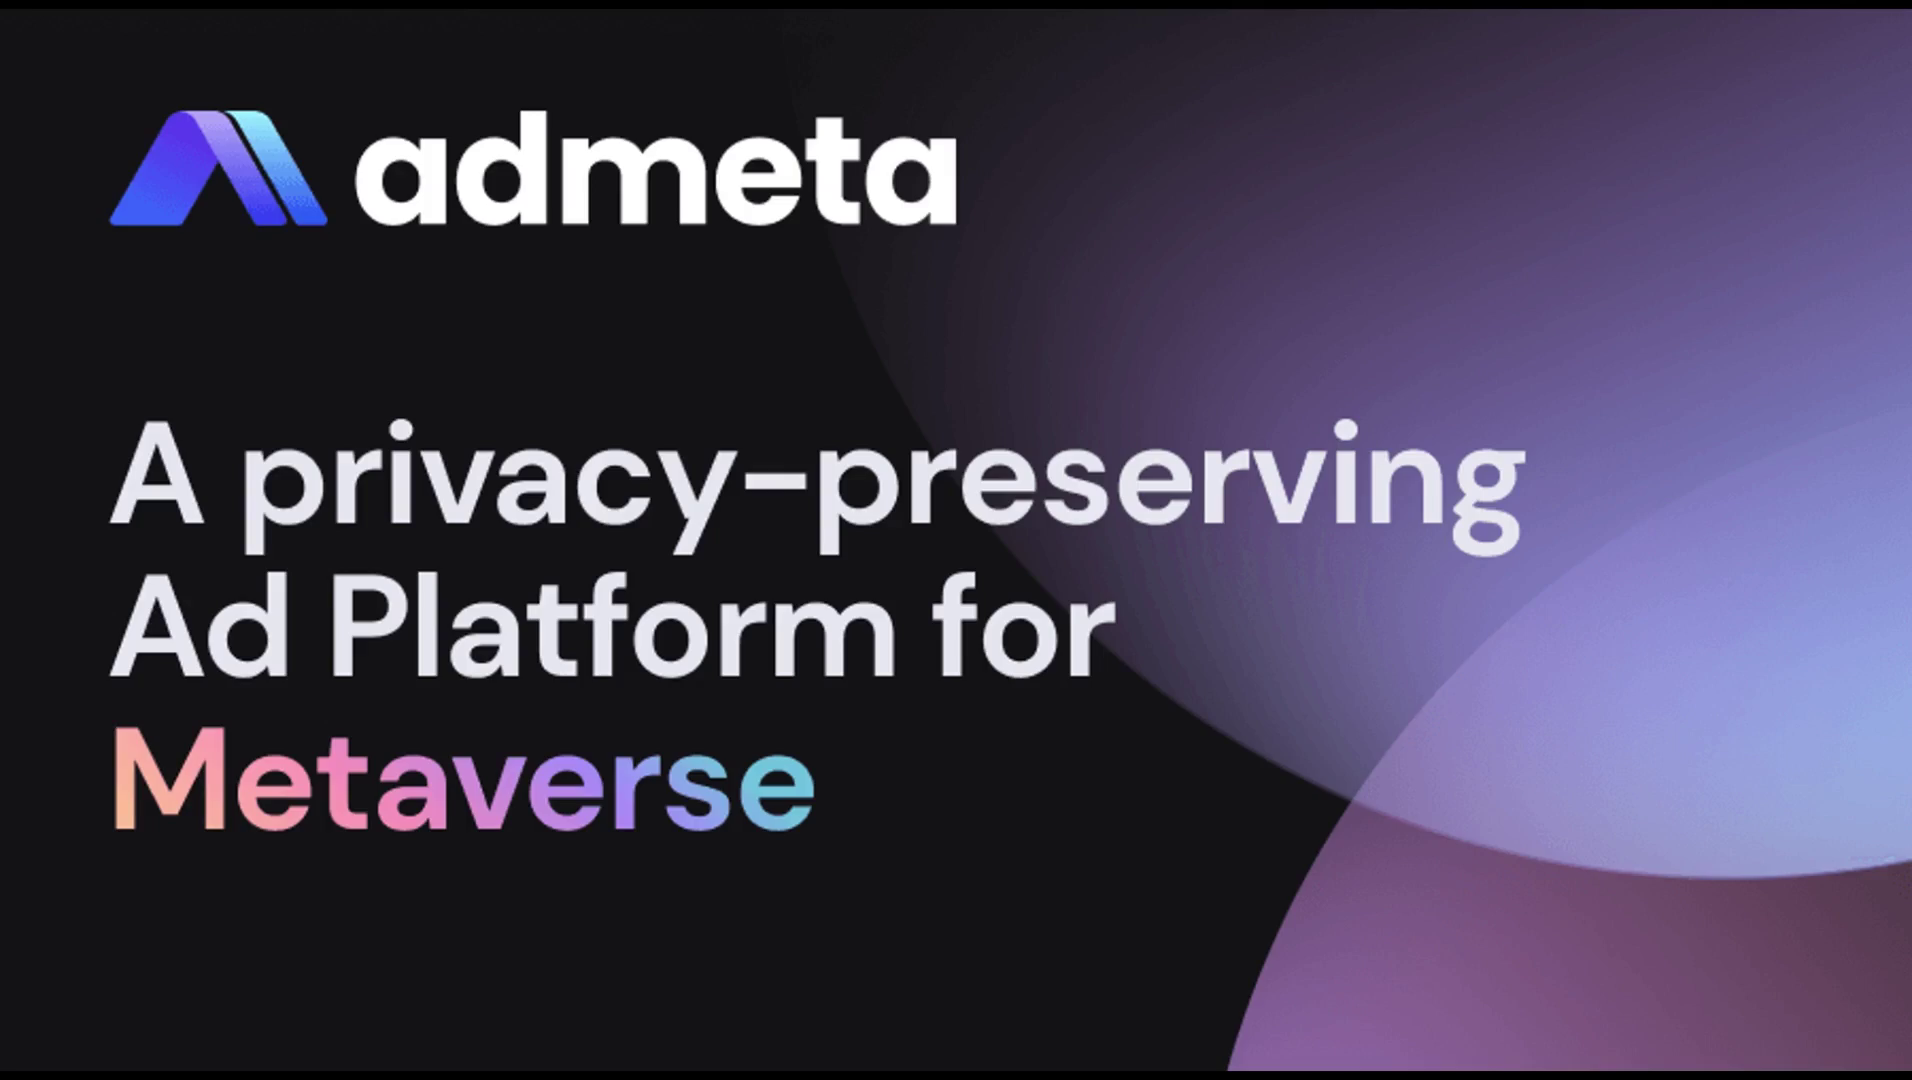 admeta
A privacy-preserving
Ad Platform for
Metaverse